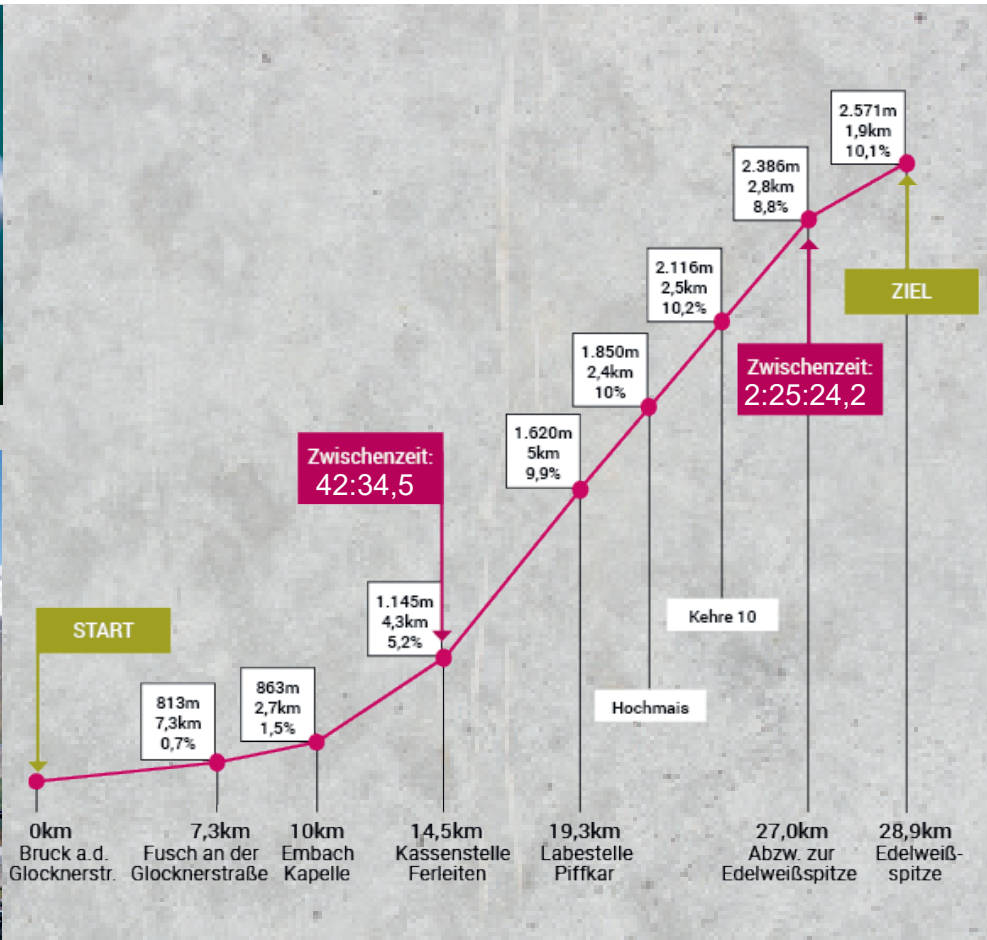 2.571m
1,9km
10,1%
2.386m
2,8km
8,8%
ZIEL
2.116m
2,5km
10,2%
Zwischenzeit:
2:25:24,2
1.850m
2,4km
10%
1.620m
5km
9,9%
Zwischenzeit:
42:34,5
1.145m
4,3km
5,2%
Kehre 10
START
Hochmais
863m
2,7km
1,5%
813m
7,3km
0,7%
0km
Bruck a.d.
Glocknerstr.
7,3km
Fusch an der
Glocknerstraße
10km
Embach
Kapelle
14,5km
Kassenstelle
Ferleiten
19,3km
Labestelle
Piffkar
27,0km
Abzw. zur
Edelweißspitze
28,9km
Edelweiß-
spitze